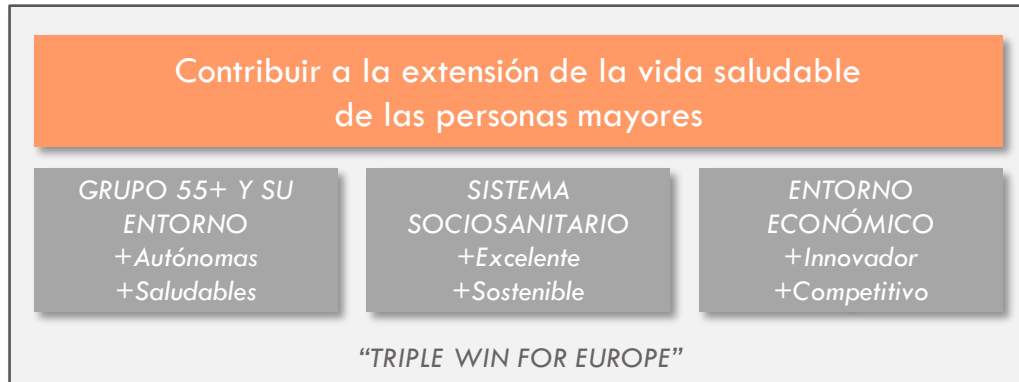 Contribuir a la extensión de la vida saludable
de las personas mayores
GRUPO 55+ Y SU
ENTORNO
+Autónomas
+Saludables
SISTEMA
SOCIOSANITARIO
+Excelente
+Sostenible
ENTORNO
ECONÓMICO
+Innovador
+Competitivo
“TRIPLE WIN FOR EUROPE”